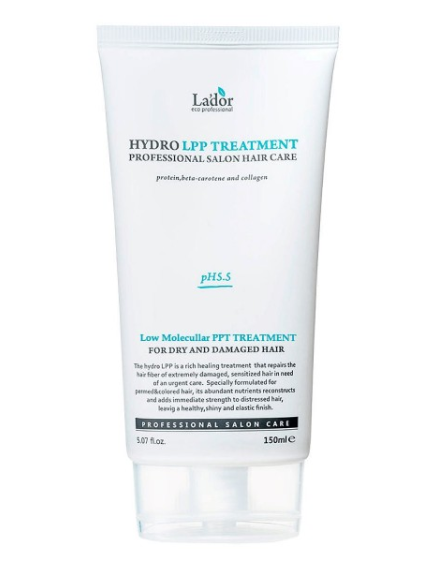 La'dor
eco professional
HYDRO LPP TREATMENT
PROFESSIONAL SALON HAIR CARE
protein,beta-carotene and collagen
pH5.5
Low Molecullar PPT TREATMENT
FOR DRY AND DAMAGED HAIR
The hydro LPP is a rich healing treatment that repairs the
hair fiber of extremely damaged, sensitized hair in need
of an urgent care. Specially formulated for
permed&colored hair, its abundant nutrients reconstructs
and adds immediate strength to distressed hair,
leavig a healthy,shiny and elastic finish.
PROFESSIONAL SALON CARE
5.07 fl.oz. 150ml℮